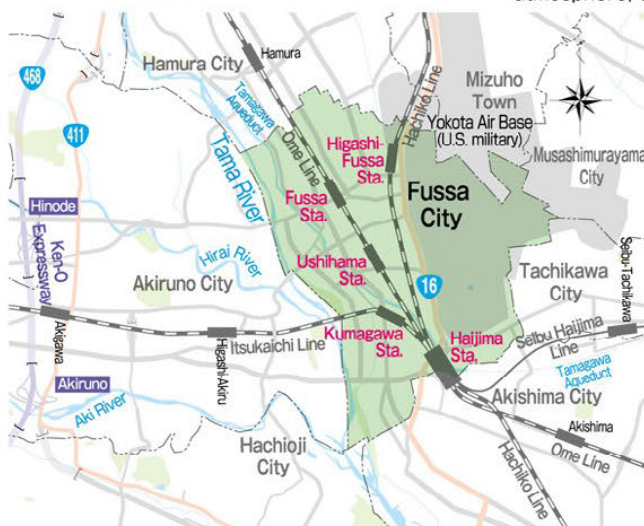 Hamura
Hamura City
468
411
Tamagawa
Aqueduct
Ome Line
Hachiko Line
Mizuho
Town
Yokota Air Base
(U.S. military)
Musashimurayama
City
Higashi-
Fussa
Sta.
Tama River
Fussa
Sta.
Fussa
City
Hinode
Ken-O
Expressway
Hirai River
Ushihama
Sta.
16
Akiruno City
Tachikawa
City
Seibu-Tachikawa
Akigawa
Higashi-Akiru
Itsukaichi Line
Kumagawa
Sta.
Haijima
Sta.
Seibu Haijima
Line
Tamagawa
Aqueduct
Akiruno
Aki River
Akishima City
Akishima
Ome Line
Hachioji
City
Hachiko Line